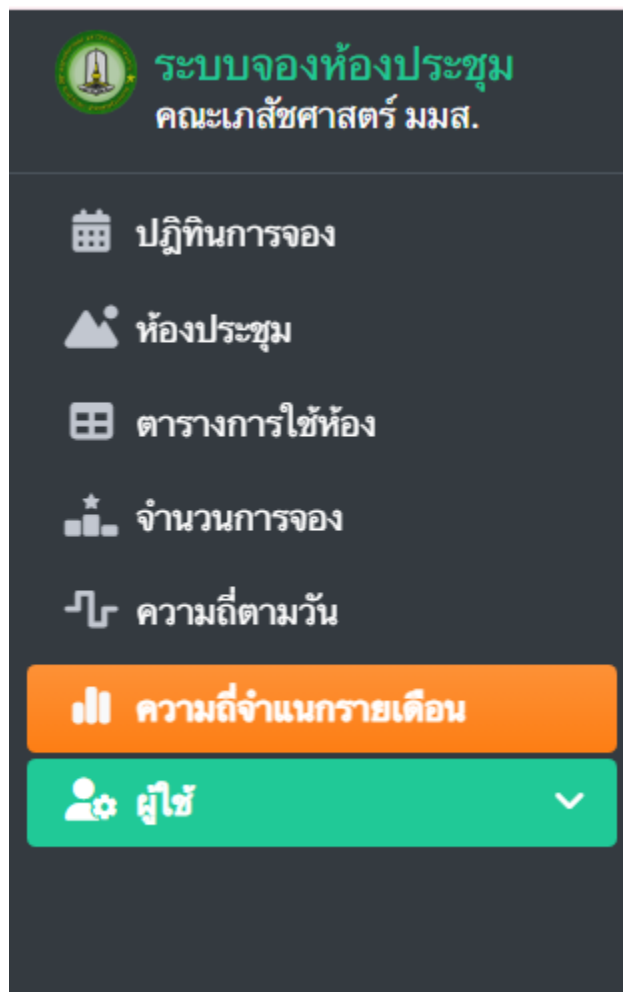 ระบบจองห้องประชุม
คณะเภสัชศาสตร์ มมส.
ปฎิทินการจอง
ห้องประชุม
ตารางการใช้ห้อง
จำนวนการจอง
ความถี่ตามวัน
ความถี่จำแนกรายเดือน
ผู้ใช้